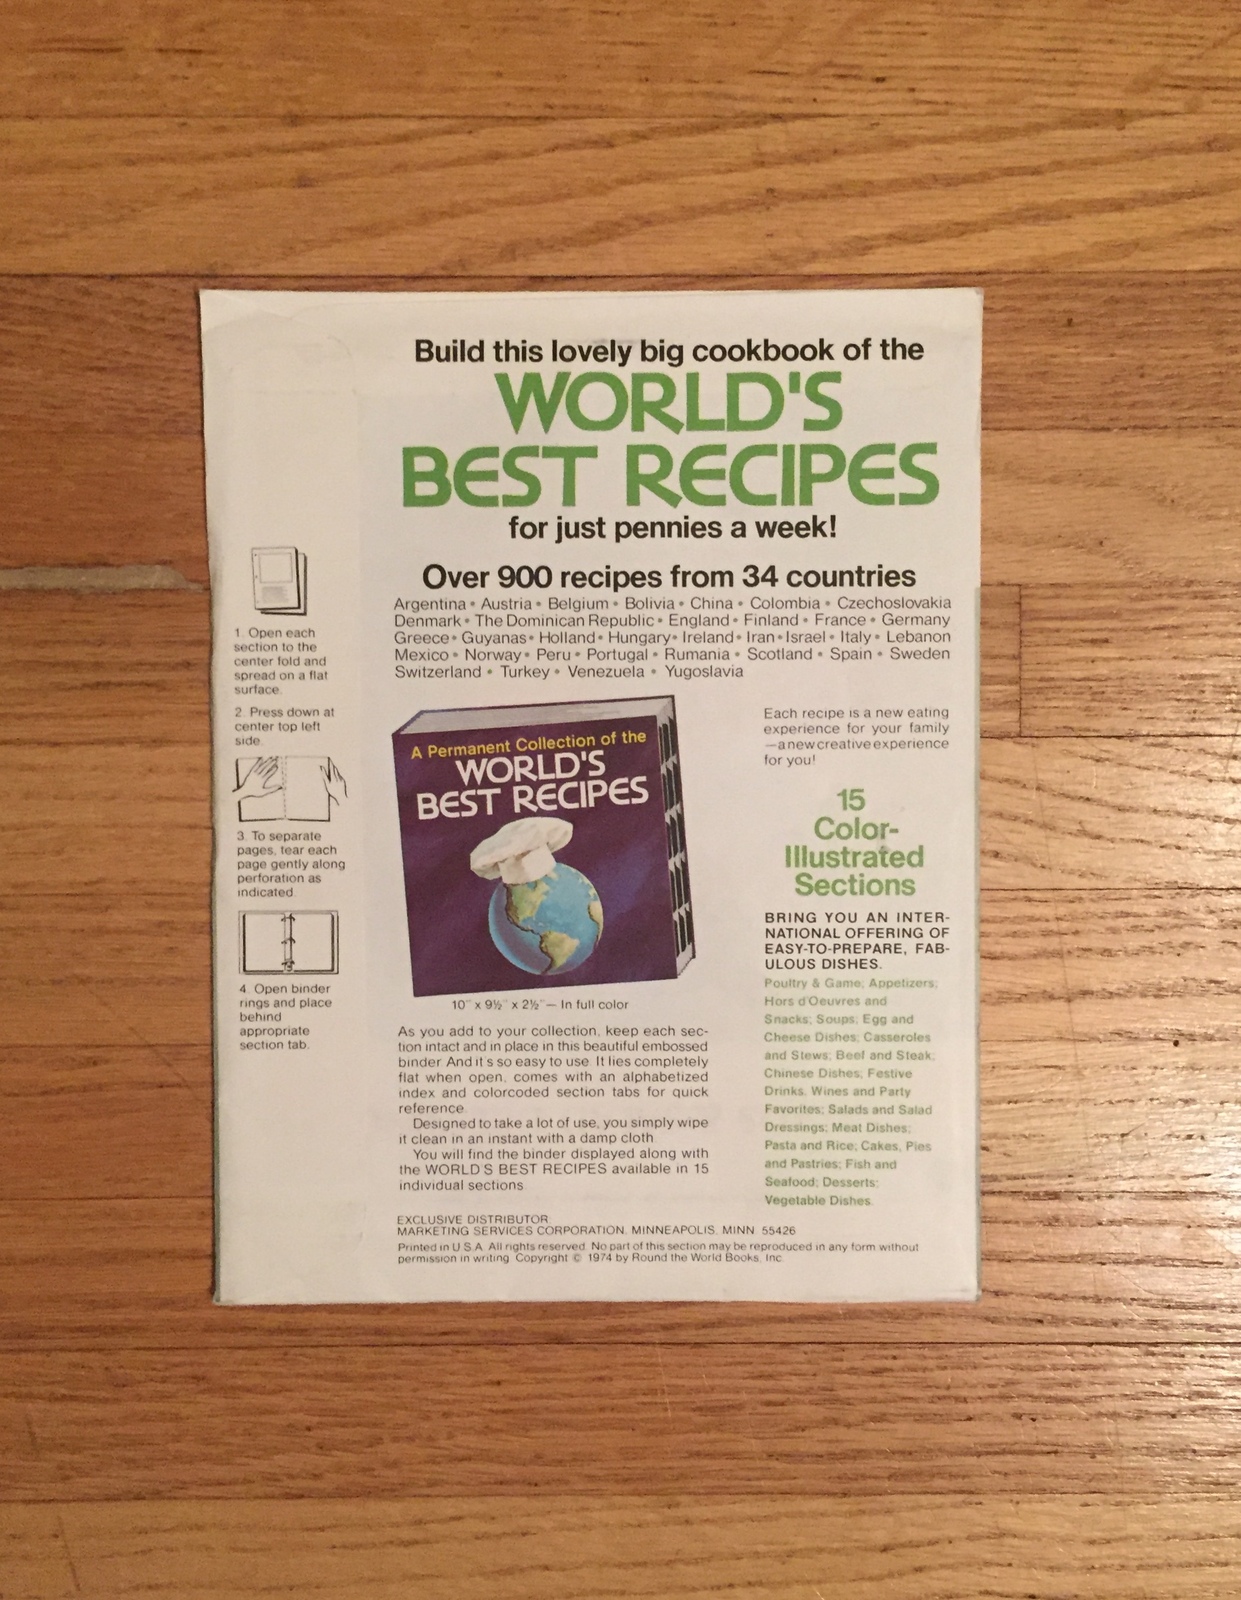 Build this lovely big cookbook of the
WORLD'S
BEST RECIPES
for just pennies a week!
Over 900 recipes from 34 countries
Argentina • Austria • Belgium • Bolivia • China • Colombia • Czechoslovakia
Denmark • The Dominican Republic • England • Finland • France • Germany
Greece • Guyanas • Holland • Hungary • Ireland • Iran • Israel • Italy • Lebanon
Mexico • Norway • Peru • Portugal • Rumania • Scotland • Spain • Sweden
Switzerland • Turkey • Venezuela • Yugoslavia
1. Open each
section to the
center fold and
spread on a flat
surface.
2. Press down at
center top left
side.
3. To separate
pages, tear each
page gently along
perforation as
indicated.
4. Open binder
rings and place
behind
appropriate
section tab.
A Permanent Collection of the
WORLD'S
BEST RECIPES
10" x 9½" x 2½" — In full color
As you add to your collection, keep each sec-
tion intact and in place in this beautiful embossed
binder. And it's so easy to use. It lies completely
flat when open, comes with an alphabetized
index and colorcoded section tabs for quick
reference.
Designed to take a lot of use, you simply wipe
it clean in an instant with a damp cloth.
You will find the binder displayed along with
the WORLD'S BEST RECIPES available in 15
individual sections.
Each recipe is a new eating
experience for your family
—a new creative experience
for you!
15
Color-
Illustrated
Sections
BRING YOU AN INTER-
NATIONAL OFFERING OF
EASY-TO-PREPARE, FAB-
ULOUS DISHES.
Poultry & Game; Appetizers;
Hors d'Oeuvres and
Snacks; Soups; Egg and
Cheese Dishes; Casseroles
and Stews; Beef and Steak;
Chinese Dishes; Festive
Drinks, Wines and Party
Favorites; Salads and Salad
Dressings; Meat Dishes;
Pasta and Rice; Cakes, Pies
and Pastries; Fish and
Seafood; Desserts;
Vegetable Dishes.
EXCLUSIVE DISTRIBUTOR:
MARKETING SERVICES CORPORATION, MINNEAPOLIS, MINN. 55426
Printed in U.S.A. All rights reserved. No part of this section may be reproduced in any form without
permission in writing. Copyright © 1974 by Round the World Books, Inc.